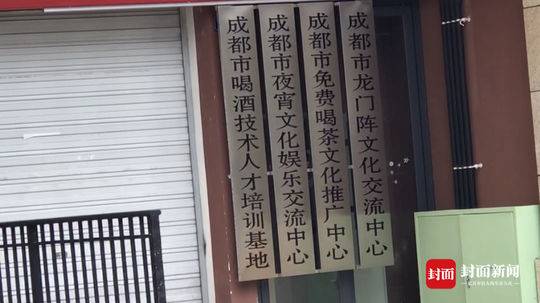 成都市喝酒技术人才培训基地
成都市夜宵文化娱乐交流中心
成都市免费喝茶文化推广中心
成都市龙门阵文化交流中心
封面 封面新闻